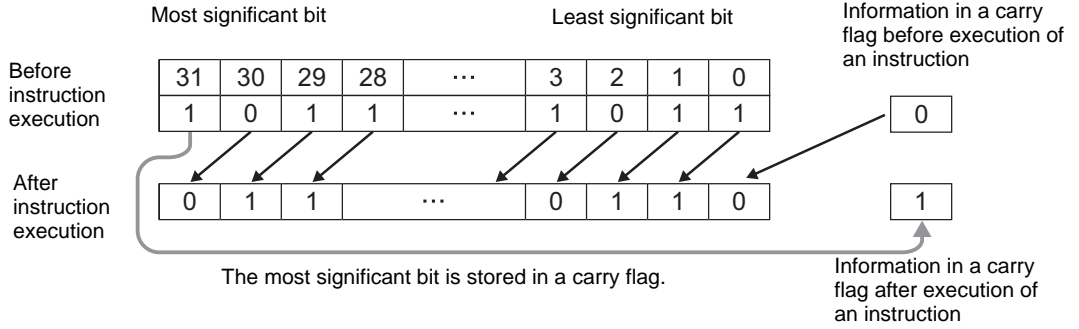 Most significant bit
Least significant bit
Information in a carry
flag before execution of
an instruction
Before
instruction
execution
31 30 29 28 ··· 3 2 1 0
1 0 1 1 ··· 1 0 1 1
0
After
instruction
execution
0 1 1 ··· 0 1 1 0
1
The most significant bit is stored in a carry flag.
Information in a carry
flag after execution of
an instruction